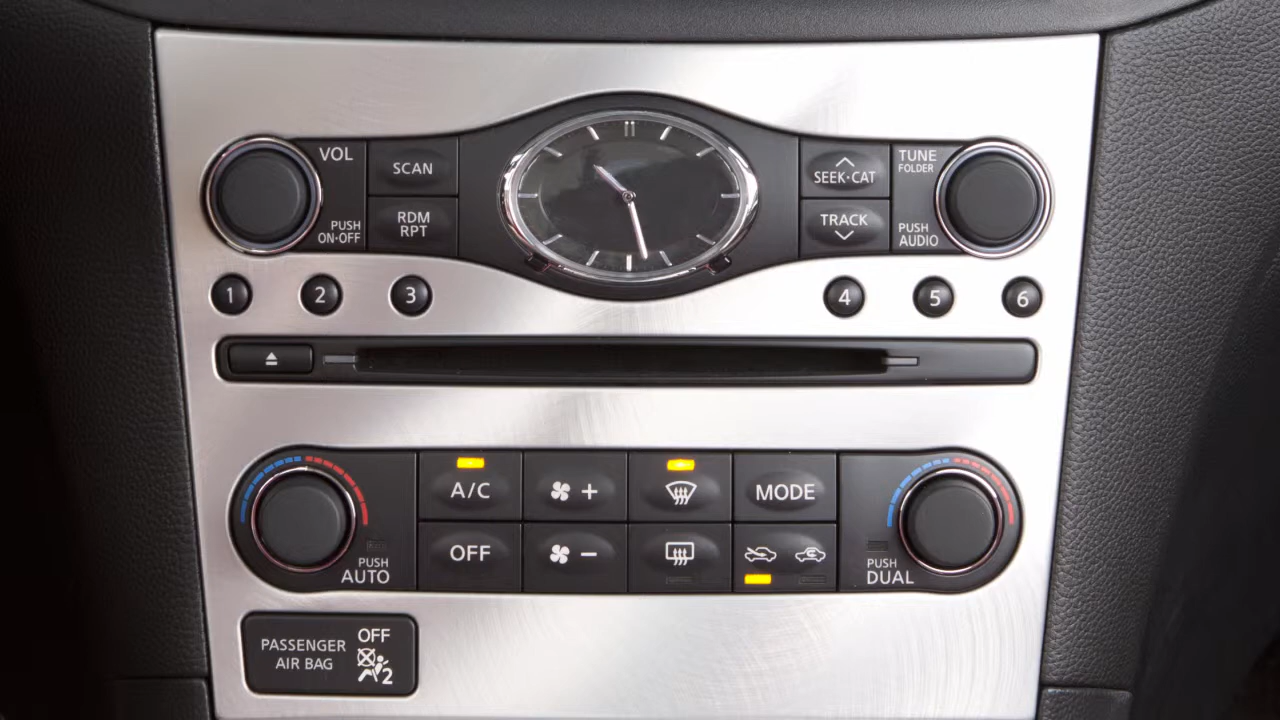 VOL
PUSH
ON·OFF
SCAN
RDM
RPT
SEEK·CAT
TRACK
TUNE
FOLDER
PUSH
AUDIO
1
2
3
4
5
6
PUSH
AUTO
A/C
+
MODE
OFF
−
PUSH
DUAL
PASSENGER
AIR BAG
OFF
2